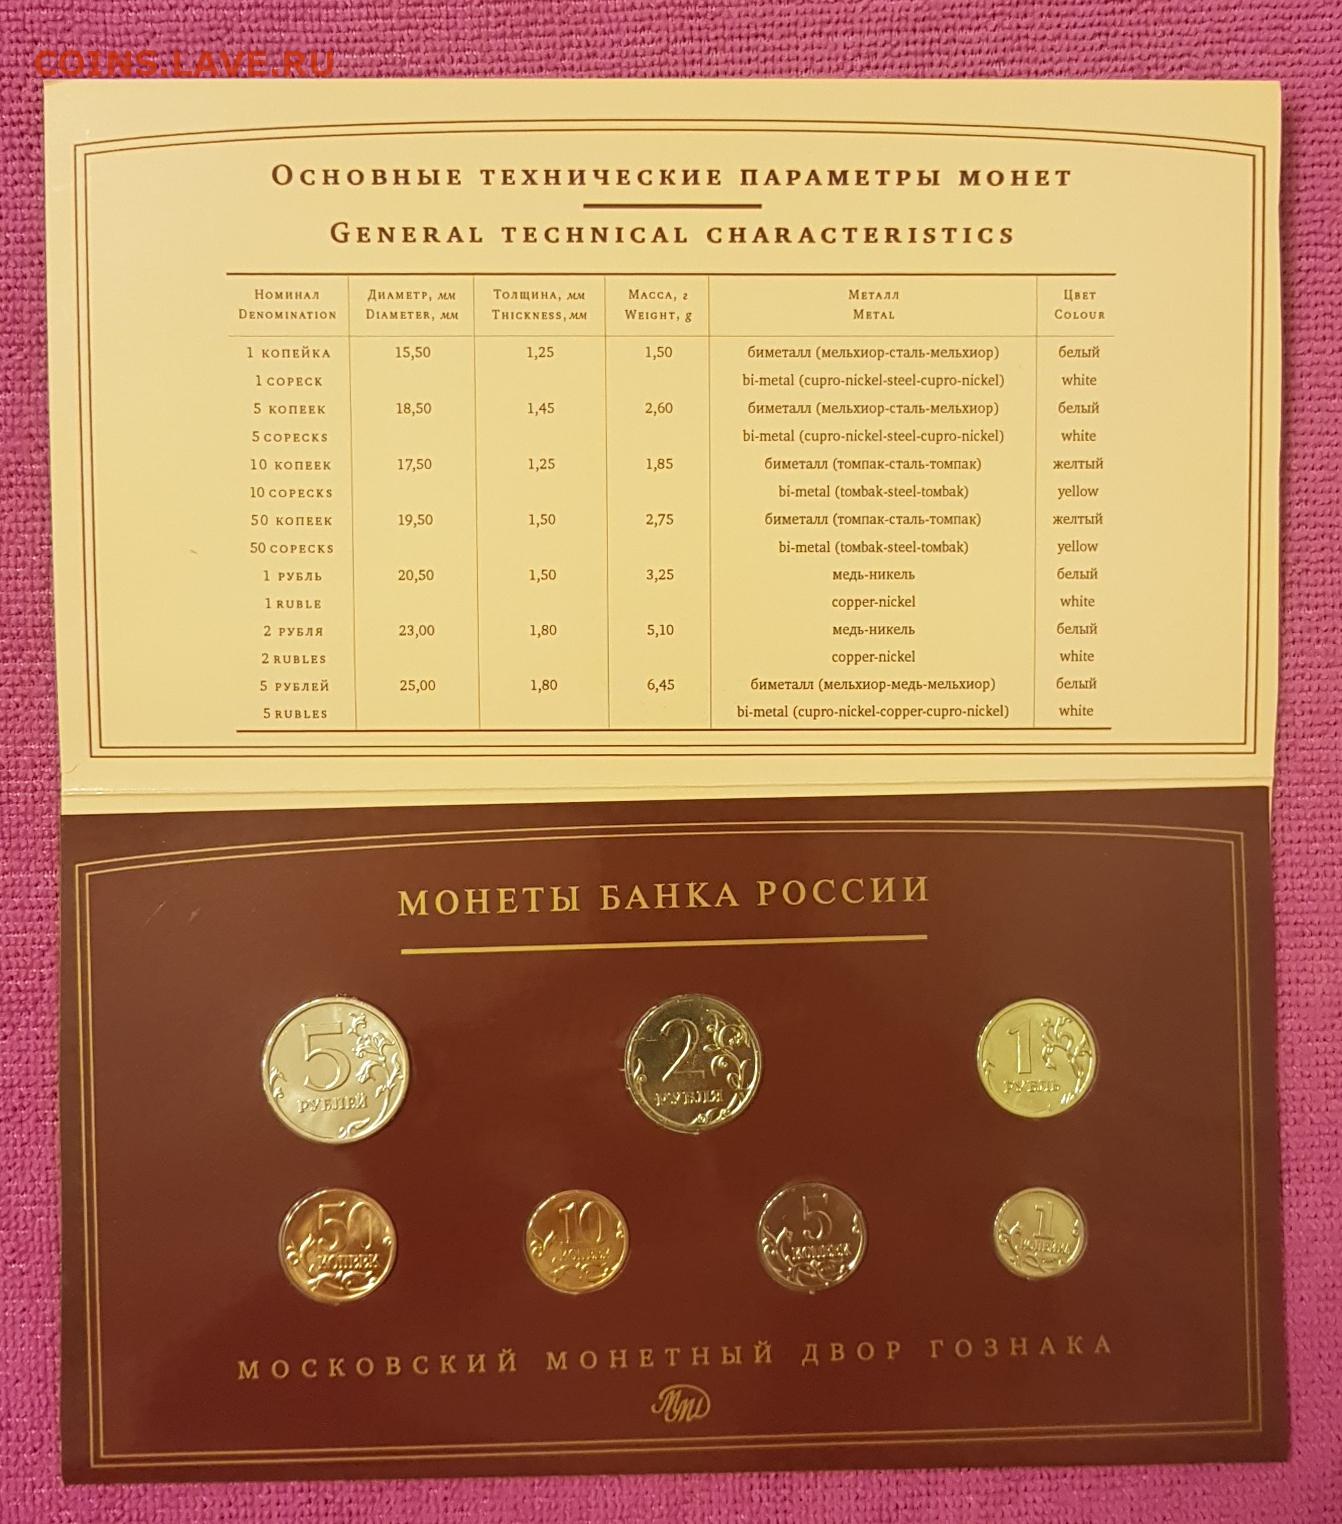 COINS.LAVE.RU
ОСНОВНЫЕ ТЕХНИЧЕСКИЕ ПАРАМЕТРЫ МОНЕТ
GENERAL TECHNICAL CHARACTERISTICS
НОМИНАЛ ДИАМЕТР, мм ТОЛЩИНА, мм МАССА, г МЕТАЛЛ ЦВЕТ
DENOMINATION DIAMETER, мм THICKNESS, мм WEIGHT, g METAL COLOUR
1 КОПЕЙКА 15,50 1,25 1,50 биметалл (мельхиор-сталь-мельхиор) белый
1 COPECK bi-metal (cupro-nickel-steel-cupro-nickel) white
5 КОПЕЕК 18,50 1,45 2,60 биметалл (мельхиор-сталь-мельхиор) белый
5 COPECKS bi-metal (cupro-nickel-steel-cupro-nickel) white
10 КОПЕЕК 17,50 1,25 1,85 биметалл (томпак-сталь-томпак) желтый
10 COPECKS bi-metal (tomбak-steel-tomбak) yellow
50 КОПЕЕК 19,50 1,50 2,75 биметалл (томпак-сталь-томпак) желтый
50 COPECKS bi-metal (tomбak-steel-tomбak) yellow
1 РУБЛЬ 20,50 1,50 3,25 медь-никель белый
1 RUBLE copper-nickel white
2 РУБЛЯ 23,00 1,80 5,10 медь-никель белый
2 RUBLES copper-nickel white
5 РУБЛЕЙ 25,00 1,80 6,45 биметалл (мельхиор-медь-мельхиор) белый
5 RUBLES bi-metal (cupro-nickel-copper-cupro-nickel) white
МОНЕТЫ БАНКА РОССИИ
5 РУБЛЕЙ
2 РУБЛЯ
1 РУБЛЬ
50 КОПЕЕК
10 КОПЕЕК
5 КОПЕЕК
1 КОПЕЙКА
МОСКОВСКИЙ МОНЕТНЫЙ ДВОР ГОЗНАКА
ММД